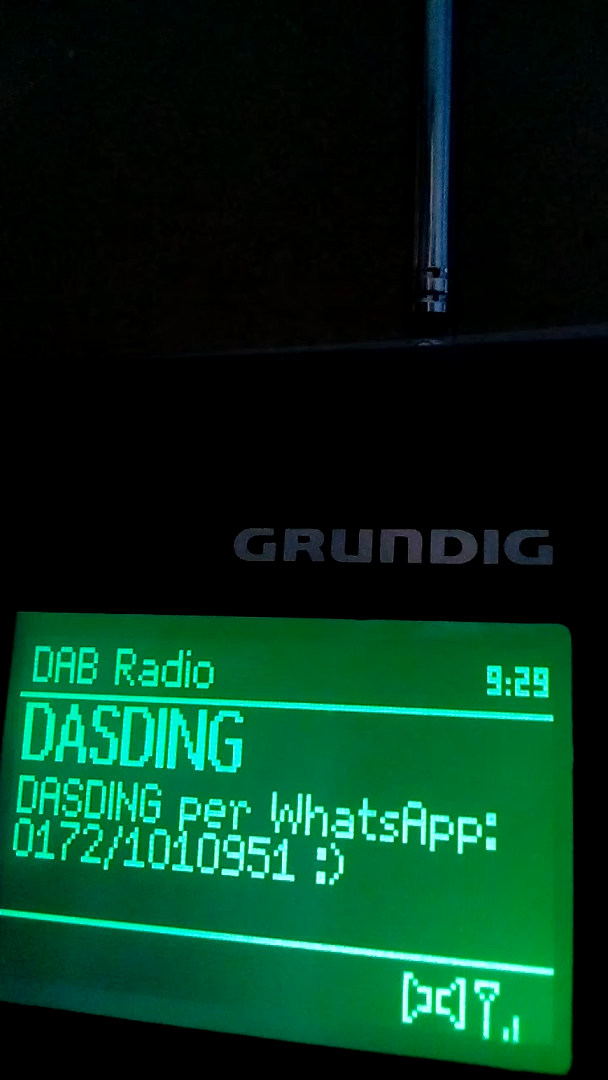 GRUNDIG
DAB Radio 9:29
DASDING
DASDING per WhatsApp:
0172/1010951 :)